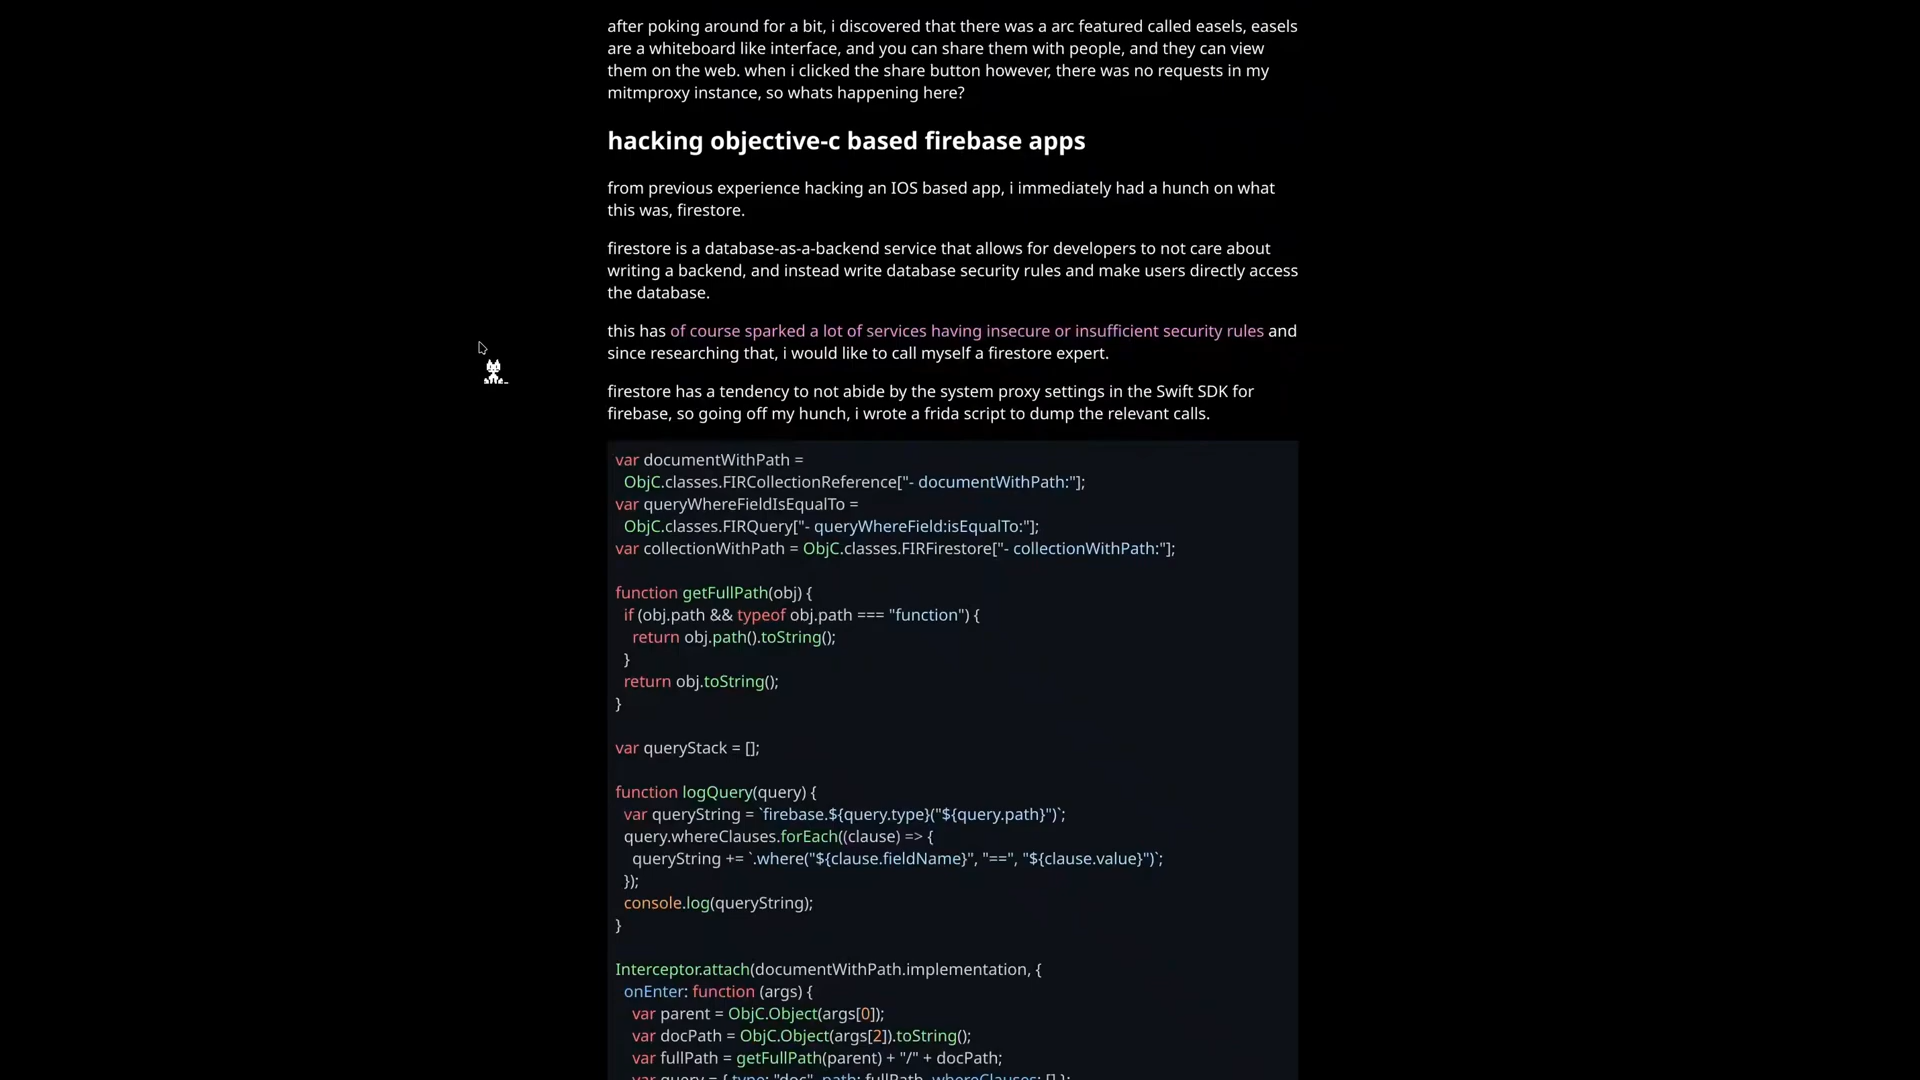 after poking around for a bit, i discovered that there was a arc featured called easels, easels
are a whiteboard like interface, and you can share them with people, and they can view
them on the web. when i clicked the share button however, there was no requests in my
mitmproxy instance, so whats happening here?
hacking objective-c based firebase apps
from previous experience hacking an IOS based app, i immediately had a hunch on what
this was, firestore.
firestore is a database-as-a-backend service that allows for developers to not care about
writing a backend, and instead write database security rules and make users directly access
the database.
this has of course sparked a lot of services having insecure or insufficient security rules and
since researching that, i would like to call myself a firestore expert.
firestore has a tendency to not abide by the system proxy settings in the Swift SDK for
firebase, so going off my hunch, i wrote a frida script to dump the relevant calls.
var documentWithPath =
  ObjC.classes.FIRCollectionReference["- documentWithPath:"];
var queryWhereFieldIsEqualTo =
  ObjC.classes.FIRQuery["- queryWhereField:isEqualTo:"];
var collectionWithPath = ObjC.classes.FIRFirestore["- collectionWithPath:"];
function getFullPath(obj) {
  if (obj.path && typeof obj.path === "function") {
    return obj.path().toString();
  }
  return obj.toString();
}
var queryStack = [];
function logQuery(query) {
  var queryString = `firebase.${query.type}("${query.path}")`;
  query.whereClauses.forEach((clause) => {
    queryString += `.where("${clause.fieldName}", "==", "${clause.value}")`;
  });
  console.log(queryString);
}
Interceptor.attach(documentWithPath.implementation, {
  onEnter: function (args) {
    var parent = ObjC.Object(args[0]);
    var docPath = ObjC.Object(args[2]).toString();
    var fullPath = getFullPath(parent) + "/" + docPath;
    var query = { type: "doc", path: fullPath, whereClauses: [] };